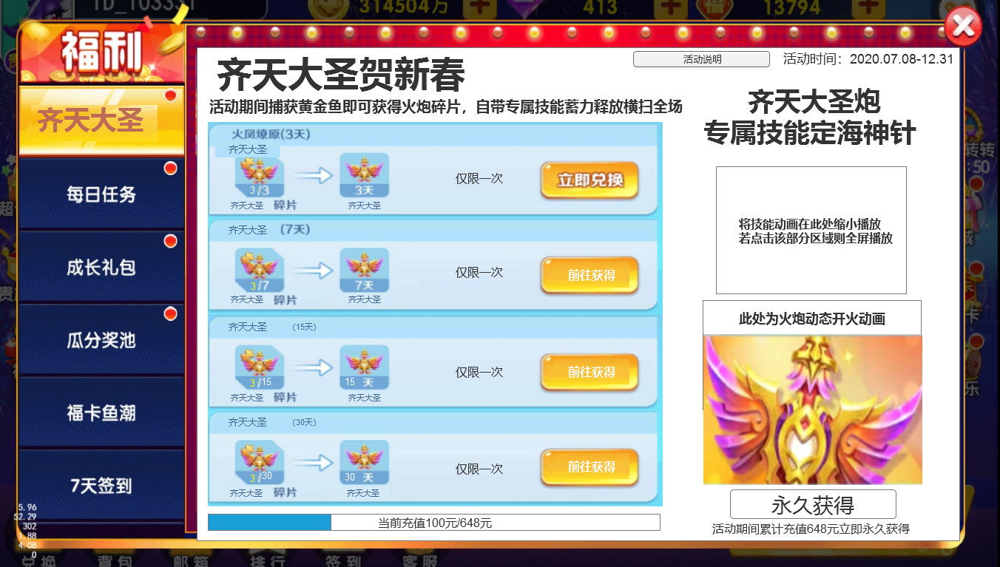 ID_103331
314504万
413
福
13794
福利
齐天大圣
每日任务
成长礼包
瓜分奖池
福卡鱼潮
7天签到
齐天大圣贺新春
活动说明
活动时间：2020.07.08-12.31
活动期间捕获黄金鱼即可获得火炮碎片，自带专属技能蓄力释放横扫全场
火凤燎原(3天)
齐天大圣
3/3
3天
仅限一次
立即兑换
齐天大圣 碎片
齐天大圣
齐天大圣 (7天)
3/7
7天
仅限一次
前往获得
齐天大圣 碎片
齐天大圣
齐天大圣 (15天)
3/15
15 天
仅限一次
前往获得
齐天大圣 碎片
齐天大圣
齐天大圣 (30天)
3/30
30 天
仅限一次
前往获得
齐天大圣 碎片
齐天大圣
当前充值100元/648元
齐天大圣炮
专属技能定海神针
将技能动画在此处缩小播放
若点击该部分区域则全屏播放
此处为火炮动态开火动画
永久获得
活动期间累计充值648元立即永久获得
转转
:50
卡
乐
5.96
52.29
302
1.88
4.08
0
兑换
背包
邮箱
排行
签到
客服